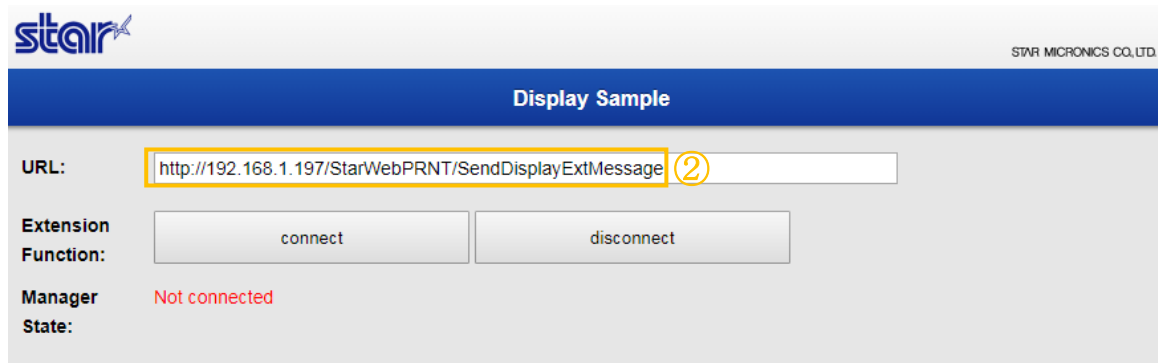 star
STAR MICRONICS CO., LTD.
Display Sample
URL:
http://192.168.1.197/StarWebPRNT/SendDisplayExtMessage
②
Extension
Function:
connect
disconnect
Manager
State:
Not connected